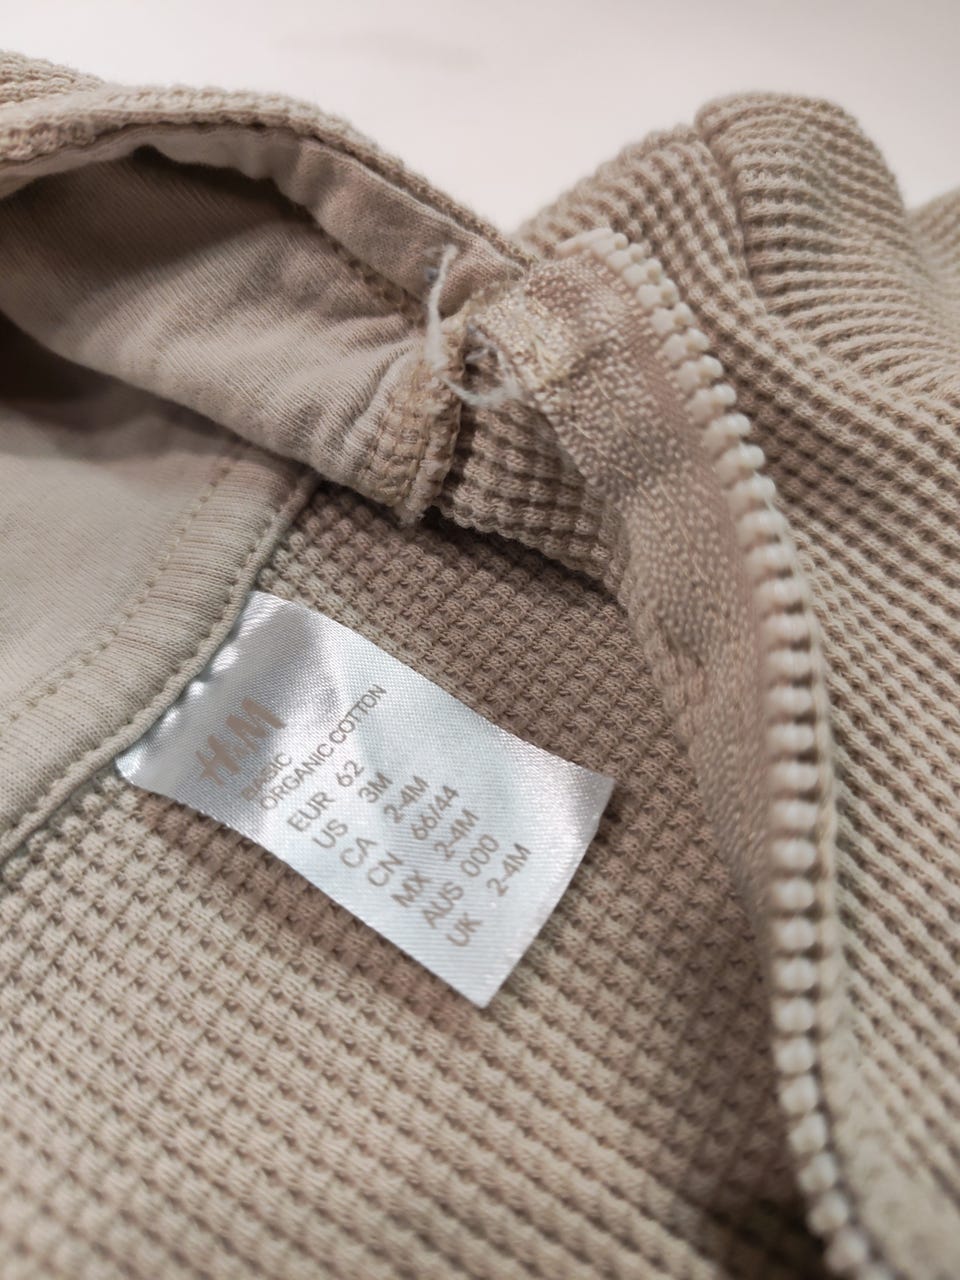 H&M
BASIC
ORGANIC COTTON
EUR 62
US 3M
CA 2-4M
CN 66/44
MX 2-4M
AUS 000
UK 2-4M